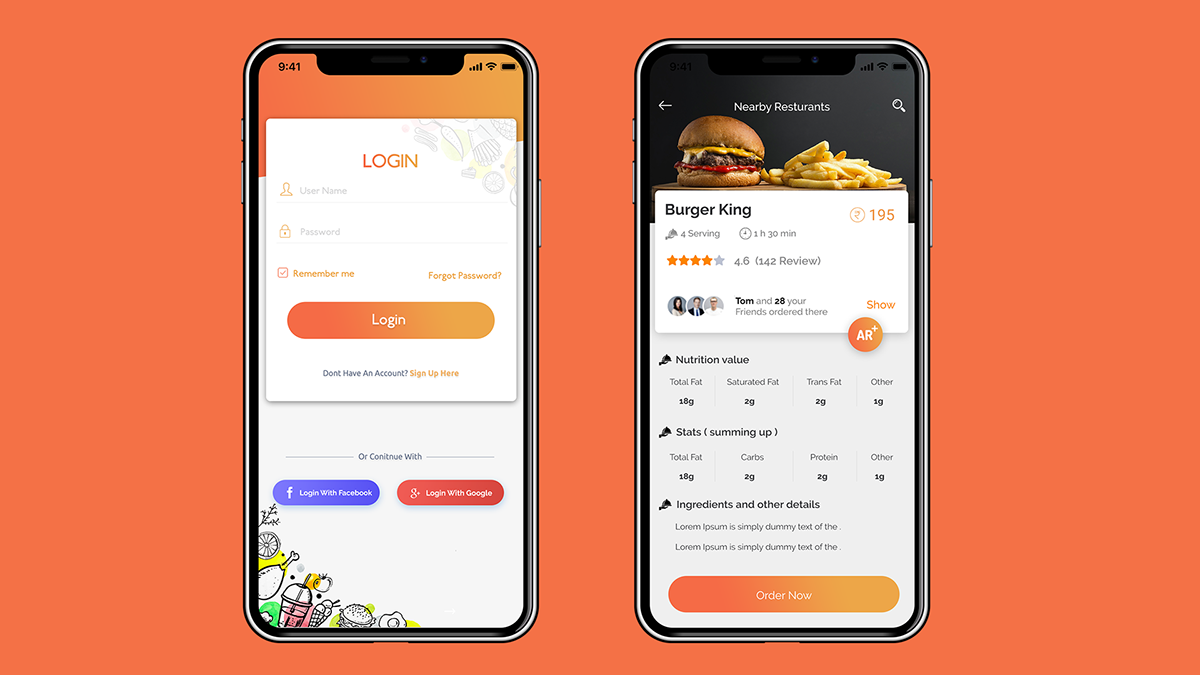 9:41
LOGIN
User Name
Password
Remember me
Forgot Password?
Login
Dont Have An Account? Sign Up Here
Or Conitnue With
f Login With Facebook
g+ Login With Google
9:41
Nearby Resturants
Burger King
195
4 Serving
1 h 30 min
4.6 (142 Review)
Tom and 28 your
Friends ordered there
Show
AR+
Nutrition value
Total Fat Saturated Fat Trans Fat Other
18g 2g 2g 1g
Stats ( summing up )
Total Fat Carbs Protein Other
18g 2g 2g 1g
Ingredients and other details
Lorem Ipsum is simply dummy text of the .
Lorem Ipsum is simply dummy text of the .
Order Now